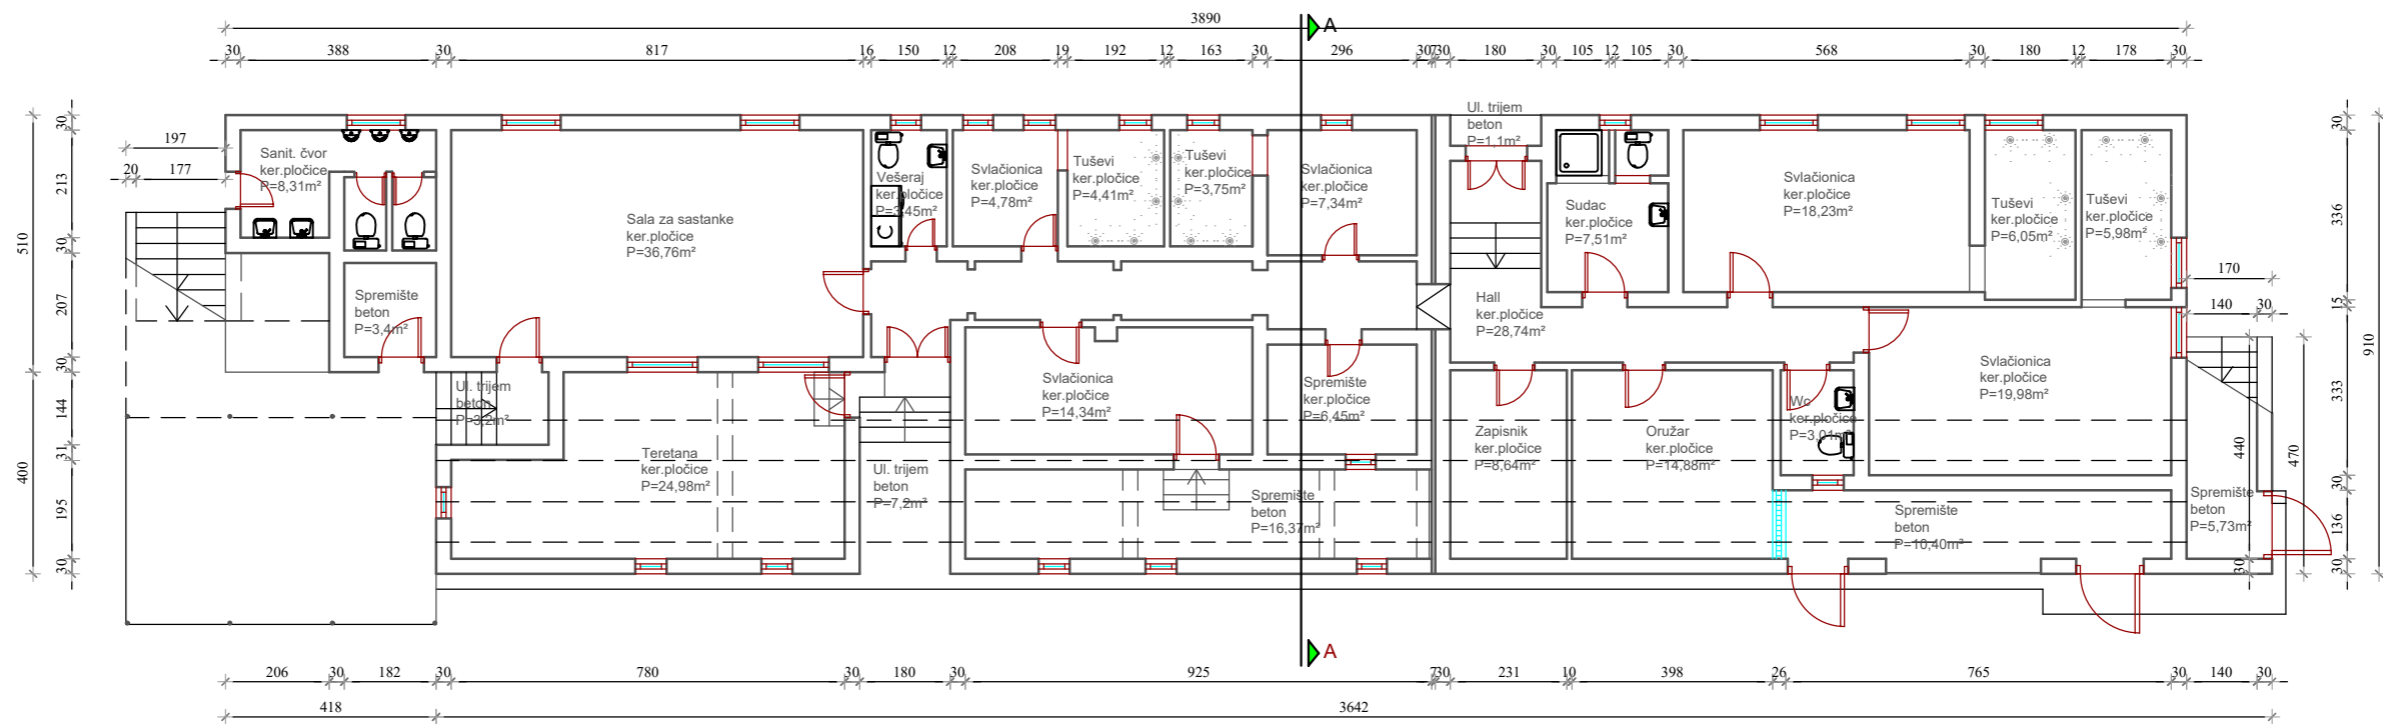 3890
A
30 388 30 817 16 150 12 208 19 192 12 163 30 296 30 7 30 180 30 105 12 105 30 568 30 180 12 178 30
197
20 177
510
400
30
213
30
207
30
144
31
195
30
Sanit. čvor
ker.pločice
P=8,31m²
Spremište
beton
P=3,4m²
Sala za sastanke
ker.pločice
P=36,76m²
Vešeraj
ker.pločice
P=3,45m²
Svlačionica
ker.pločice
P=4,78m²
Tuševi
ker.pločice
P=4,41m²
Tuševi
ker.pločice
P=3,75m²
Svlačionica
ker.pločice
P=7,34m²
Ul. trijem
beton
P=1,1m²
Sudac
ker.pločice
P=7,51m²
Svlačionica
ker.pločice
P=18,23m²
Tuševi
ker.pločice
P=6,05m²
Tuševi
ker.pločice
P=5,98m²
Hall
ker.pločice
P=28,74m²
Ul. trijem
beton
P=3,2m²
Teretana
ker.pločice
P=24,98m²
Ul. trijem
beton
P=7,2m²
Svlačionica
ker.pločice
P=14,34m²
Spremište
ker.pločice
P=6,45m²
Spremište
beton
P=16,37m²
Zapisnik
ker.pločice
P=8,64m²
Oružar
ker.pločice
P=14,88m²
Wc
ker.pločice
P=3,01m²
Svlačionica
ker.pločice
P=19,98m²
Spremište
beton
P=10,40m²
Spremište
beton
P=5,73m²
170
140 30
440
470
30
30
336
15
333
30
136
30
910
A
206 30 182 30 780 30 180 30 925 7 30 231 10 398 26 765 30 140 30
418 3642